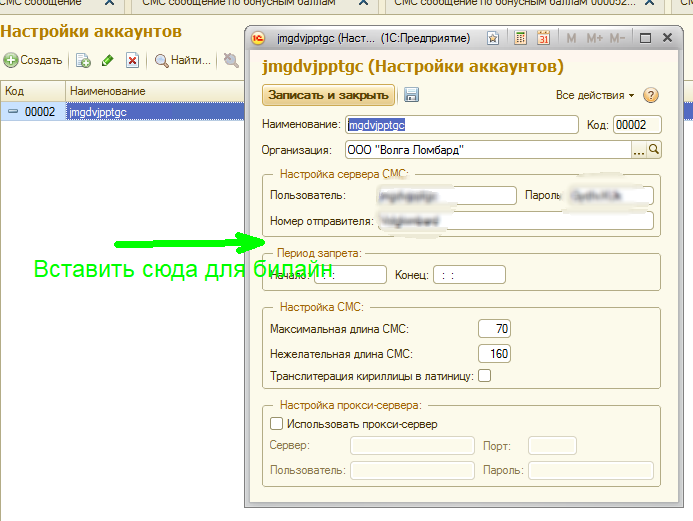 СМС сообщение
СМС сообщение по бонусным баллам
СМС сообщение по бонусным баллам 000052...
Настройки аккаунтов
Создать
Найти...
Код
Наименование
00002
jmgdvjpptgc
jmgdvjpptgc (Наст... (1С:Предприятие)
M M+ M-
jmgdvjpptgc (Настройки аккаунтов)
Записать и закрыть
Все действия
Наименование: jmgdvjpptgc Код: 00002
Организация: ООО "Волга Ломбард"
Настройка сервера СМС:
Пользователь:
Пароль
Номер отправителя:
Вставить сюда для билайн
Период запрета:
Начало: : : Конец: : :
Настройка СМС:
Максимальная длина СМС: 70
Нежелательная длина СМС: 160
Транслитерация кириллицы в латиницу:
Настройка прокси-сервера:
Использовать прокси-сервер
Сервер: Порт:
Пользователь: Пароль: